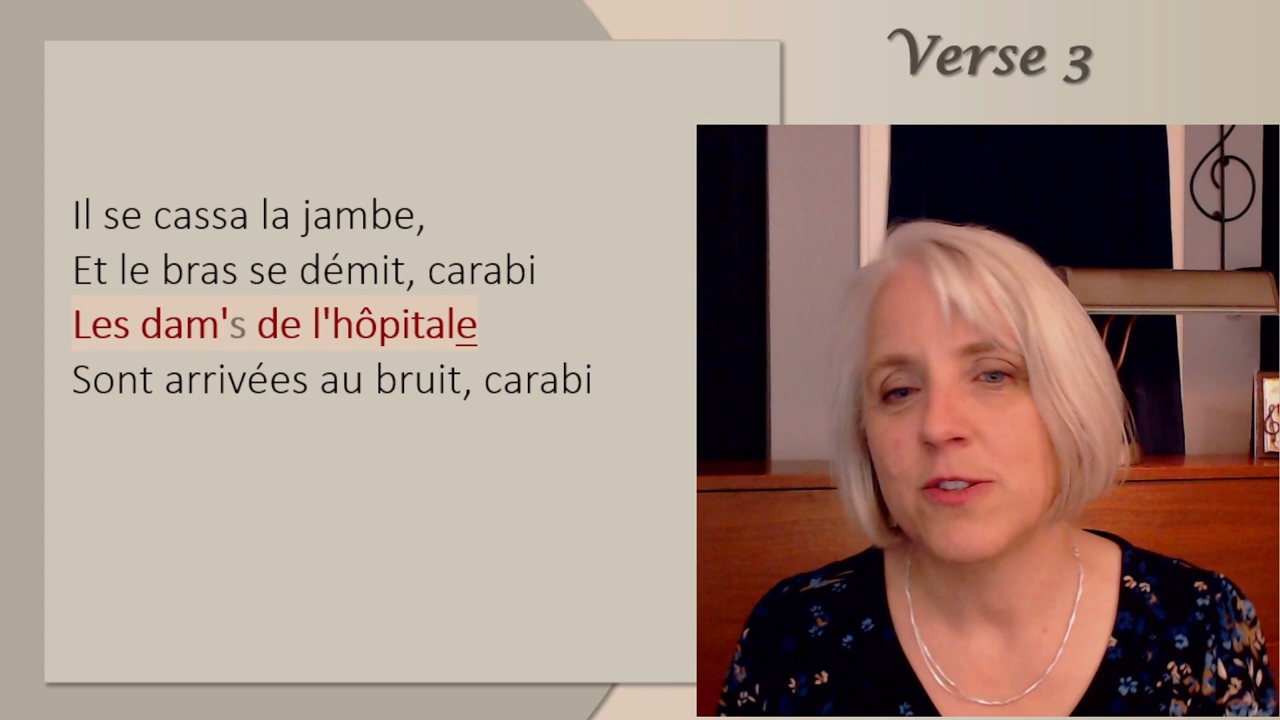 Verse 3
Il se cassa la jambe,
Et le bras se démit, carabi
Les dam's de l'hôpitale
Sont arrivées au bruit, carabi